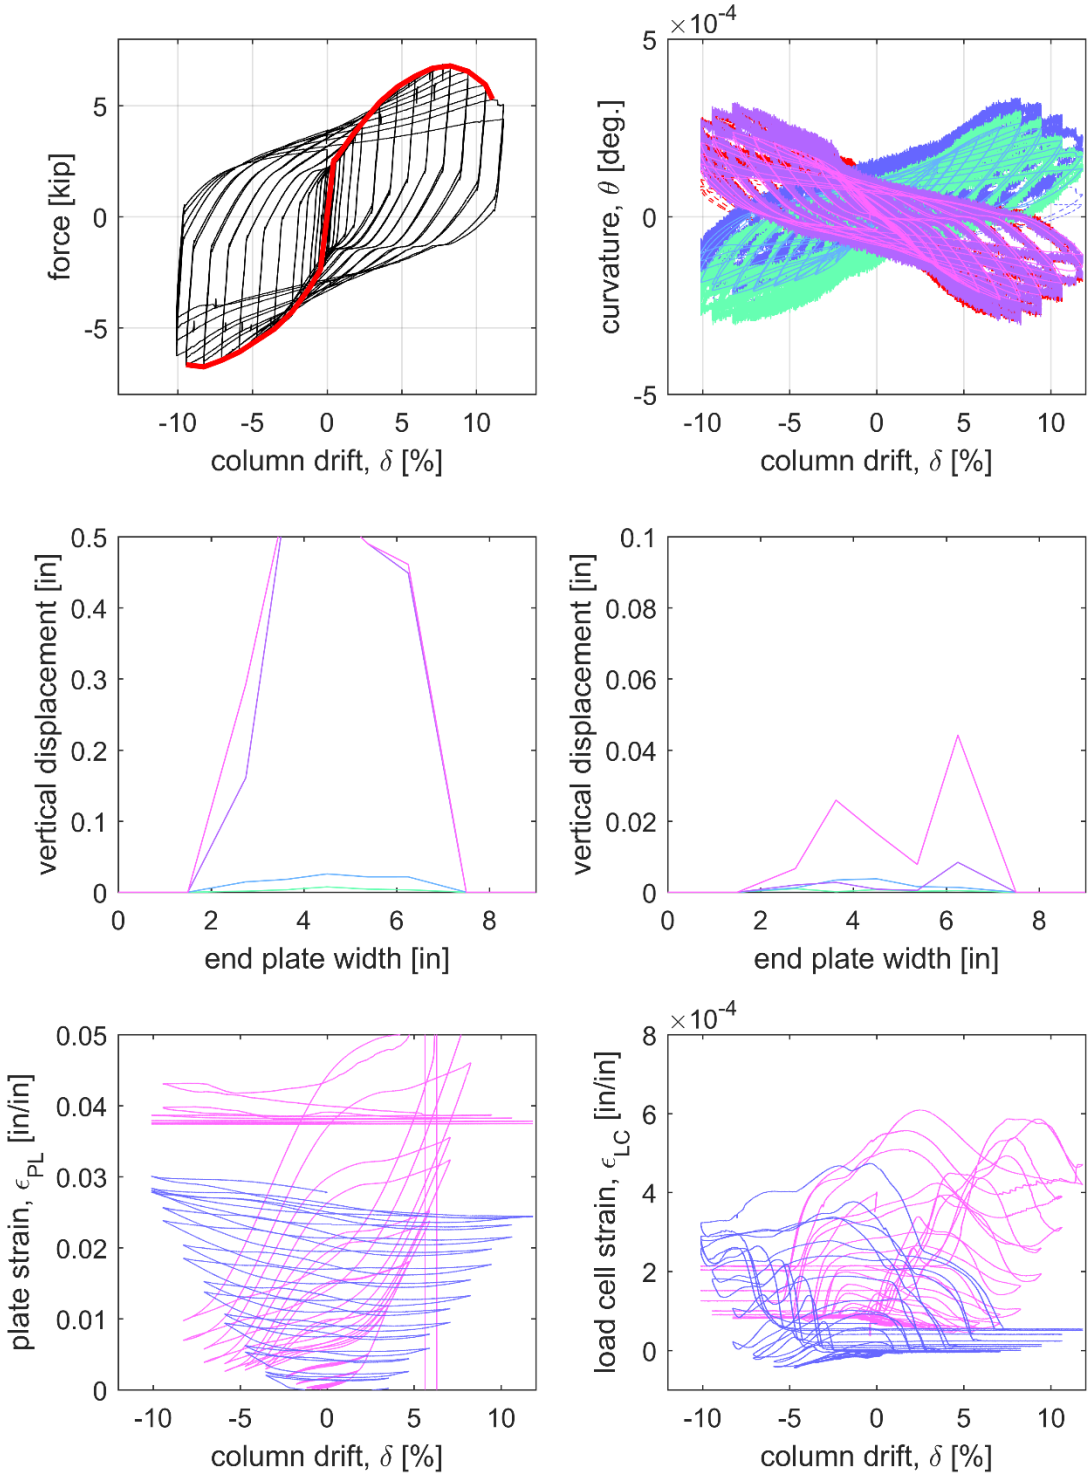 force [kip]
5
0
-5
-10 -5 0 5 10
column drift, δ [%]
×10⁻⁴
curvature, θ [deg.]
5
0
-5
-10 -5 0 5 10
column drift, δ [%]
vertical displacement [in]
0.5
0.4
0.3
0.2
0.1
0
0 2 4 6 8
end plate width [in]
vertical displacement [in]
0.1
0.08
0.06
0.04
0.02
0
0 2 4 6 8
end plate width [in]
plate strain, ϵPL [in/in]
0.05
0.04
0.03
0.02
0.01
0
-10 -5 0 5 10
column drift, δ [%]
×10⁻⁴
load cell strain, ϵLC [in/in]
8
6
4
2
0
-10 -5 0 5 10
column drift, δ [%]